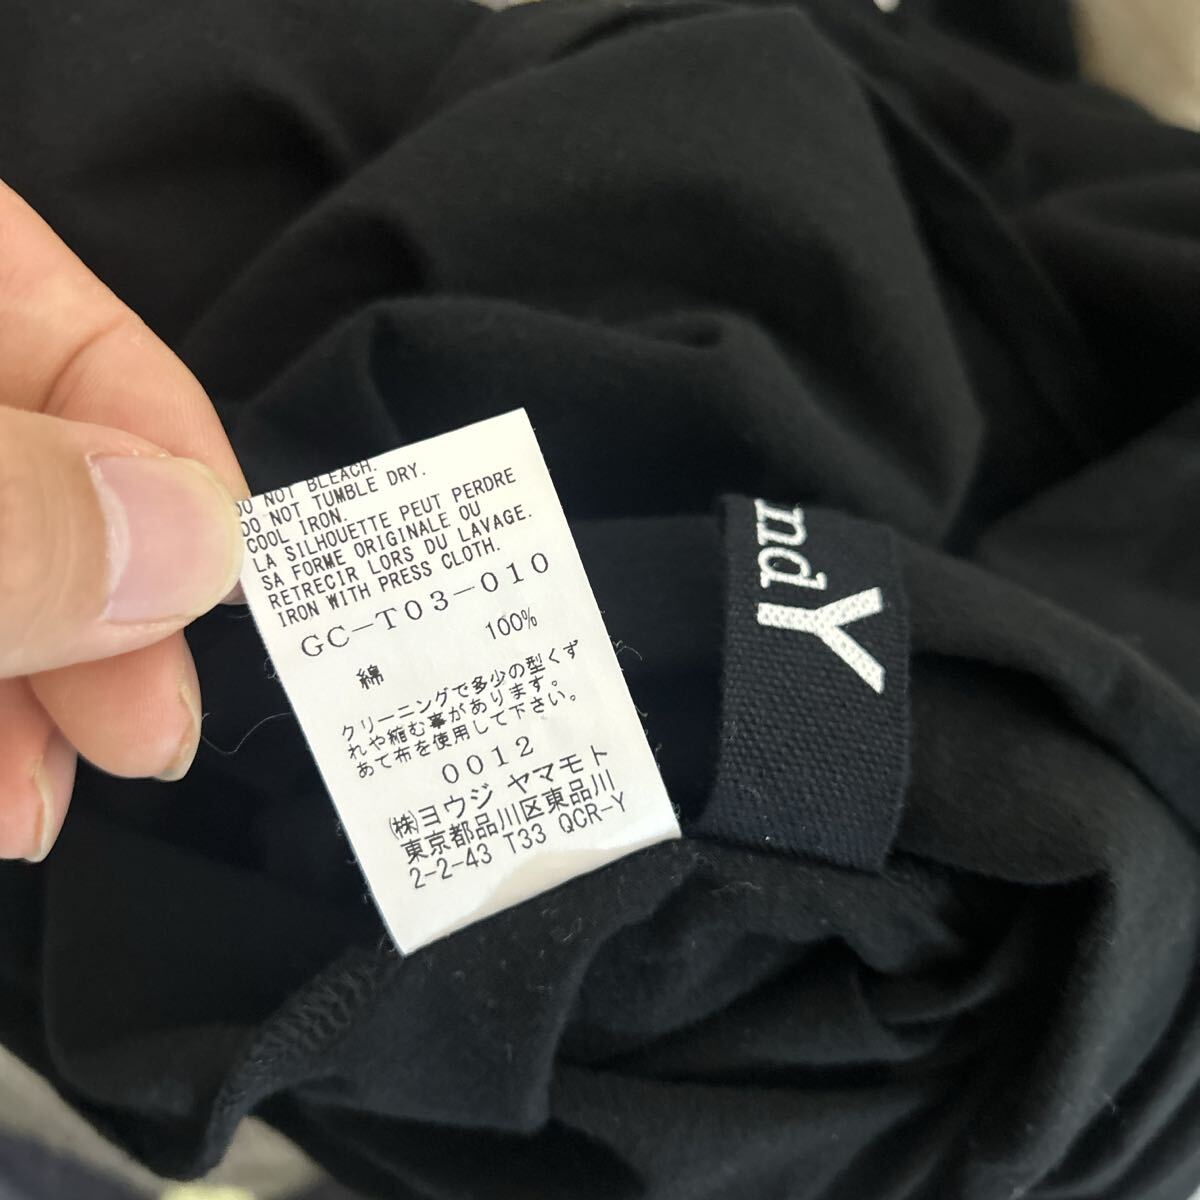 DO NOT BLEACH.
DO NOT TUMBLE DRY.
COOL IRON.
LA SILHOUETTE PEUT PERDRE
SA FORME ORIGINALE OU
RETRECIR LORS DU LAVAGE.
IRON WITH PRESS CLOTH.
GC-T03-010
100%
綿
クリーニングで多少の型くず
れや縮む事があります。
あて布を使用して下さい。
0012
㈱ヨウジ ヤマモト
東京都品川区東品川
2-2-43 T33 QCR-Y
ndY